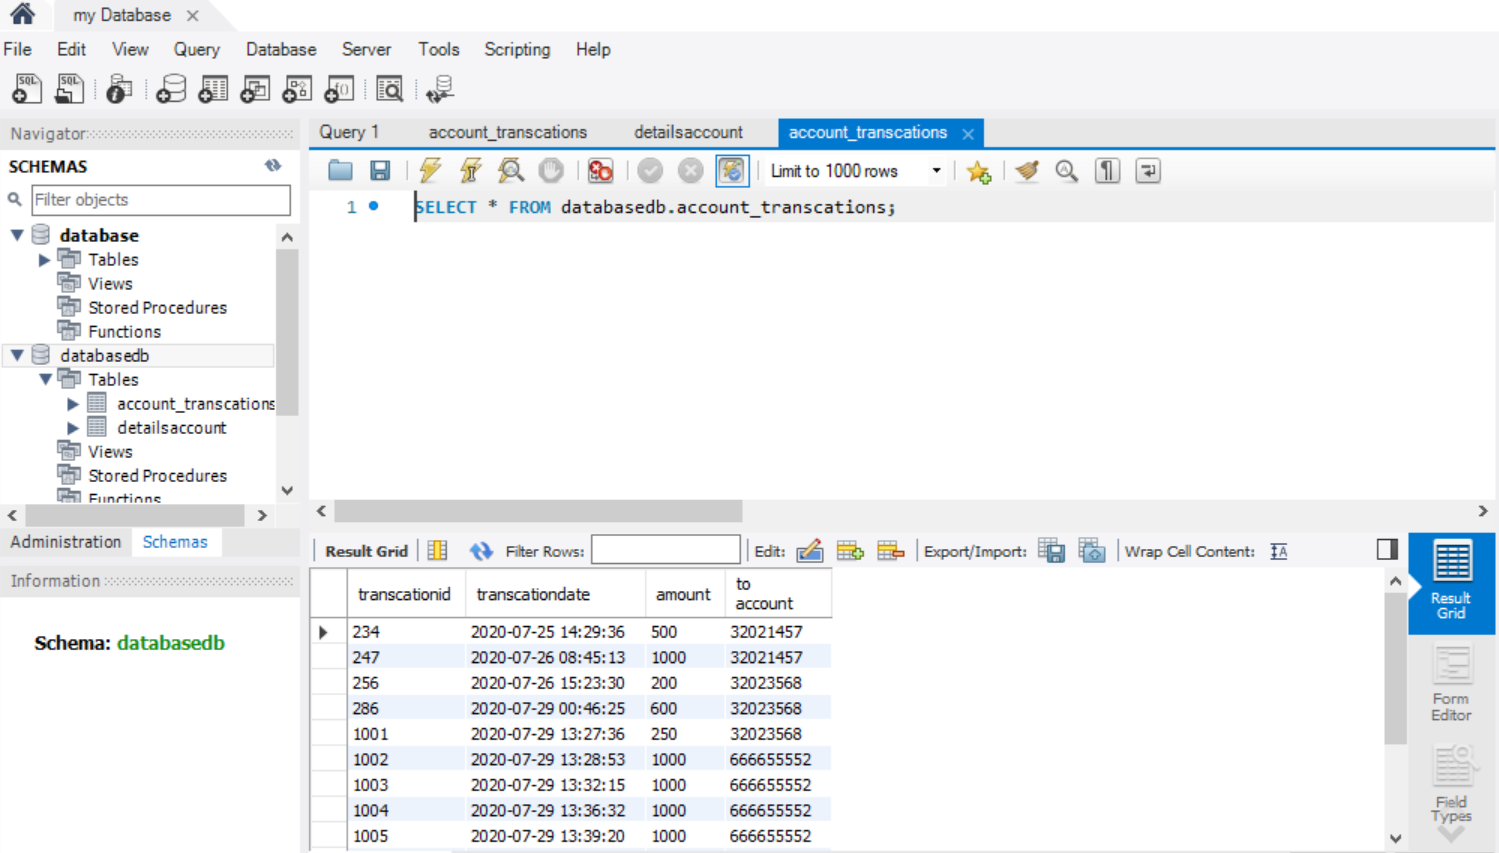 my Database
File Edit View Query Database Server Tools Scripting Help
SQL SQL
Navigator
SCHEMAS
Filter objects
database
Tables
Views
Stored Procedures
Functions
databasedb
Tables
account_transcations
detailsaccount
Views
Stored Procedures
Functions
Administration Schemas
Information
Schema: databasedb
Query 1 account_transcations detailsaccount account_transcations
Limit to 1000 rows
1 SELECT * FROM databasedb.account_transcations;
Result Grid Filter Rows: Edit: Export/Import: Wrap Cell Content:
transcationid transcationdate amount to account
234 2020-07-25 14:29:36 500 32021457
247 2020-07-26 08:45:13 1000 32021457
256 2020-07-26 15:23:30 200 32023568
286 2020-07-29 00:46:25 600 32023568
1001 2020-07-29 13:27:36 250 32023568
1002 2020-07-29 13:28:53 1000 666655552
1003 2020-07-29 13:32:15 1000 666655552
1004 2020-07-29 13:36:32 1000 666655552
1005 2020-07-29 13:39:20 1000 666655552
Result
Grid
Form
Editor
Field
Types